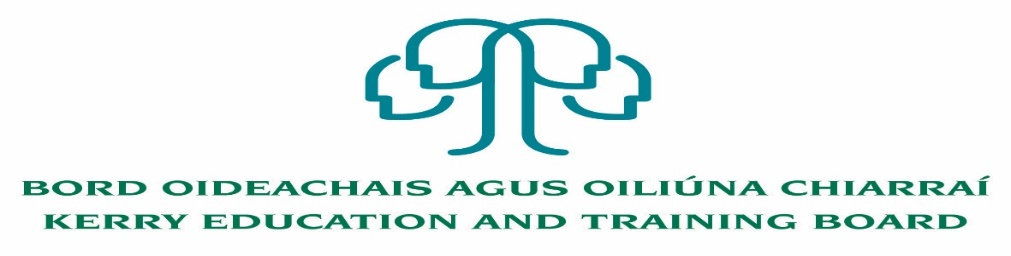 BORD OIDEACHAIS AGUS OILIÚNA CHIARRAÍ
KERRY EDUCATION AND TRAINING BOARD